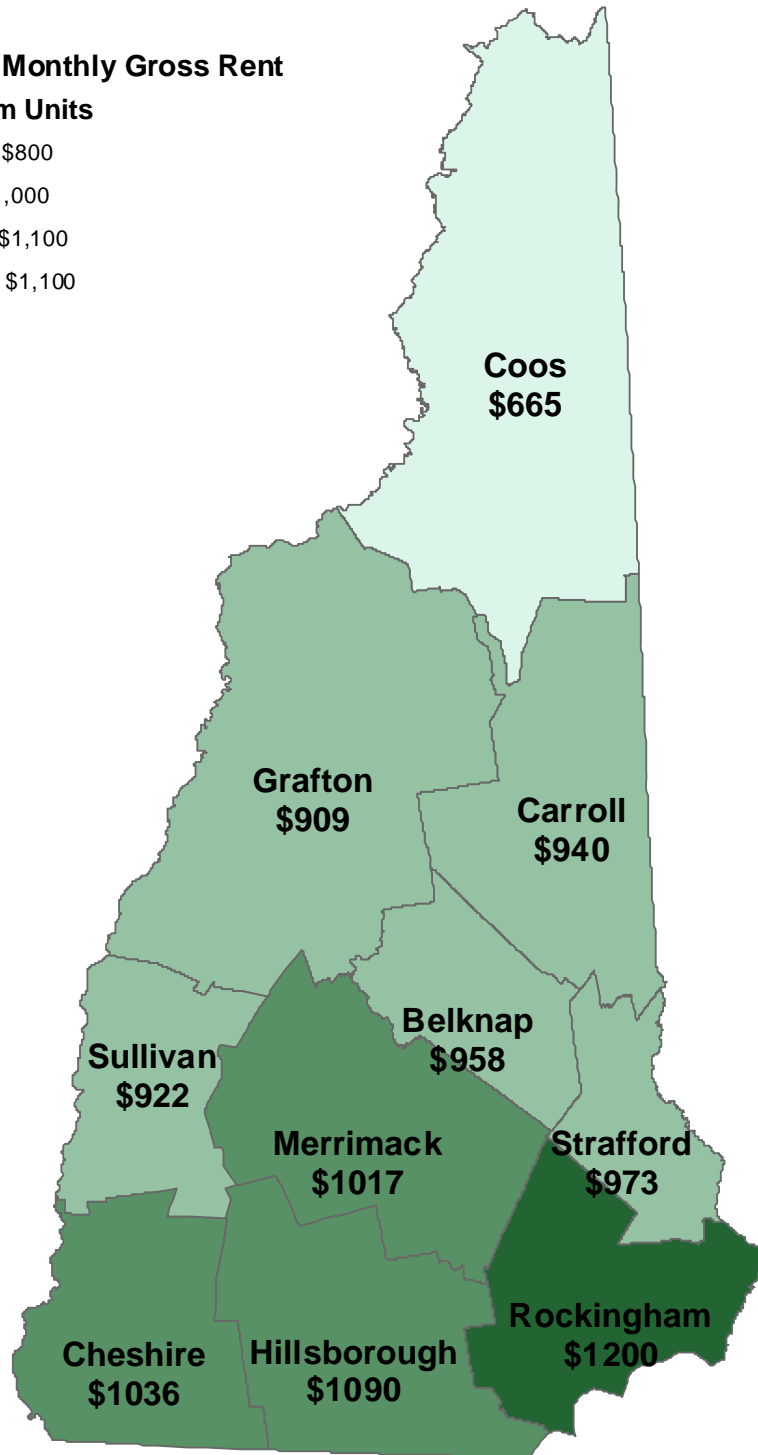 Monthly Gross Rent
m Units
$800
,000
$1,100
$1,100
Coos
$665
Grafton
$909
Carroll
$940
Belknap
$958
Sullivan
$922
Merrimack
$1017
Strafford
$973
Rockingham
$1200
Cheshire
$1036
Hillsborough
$1090